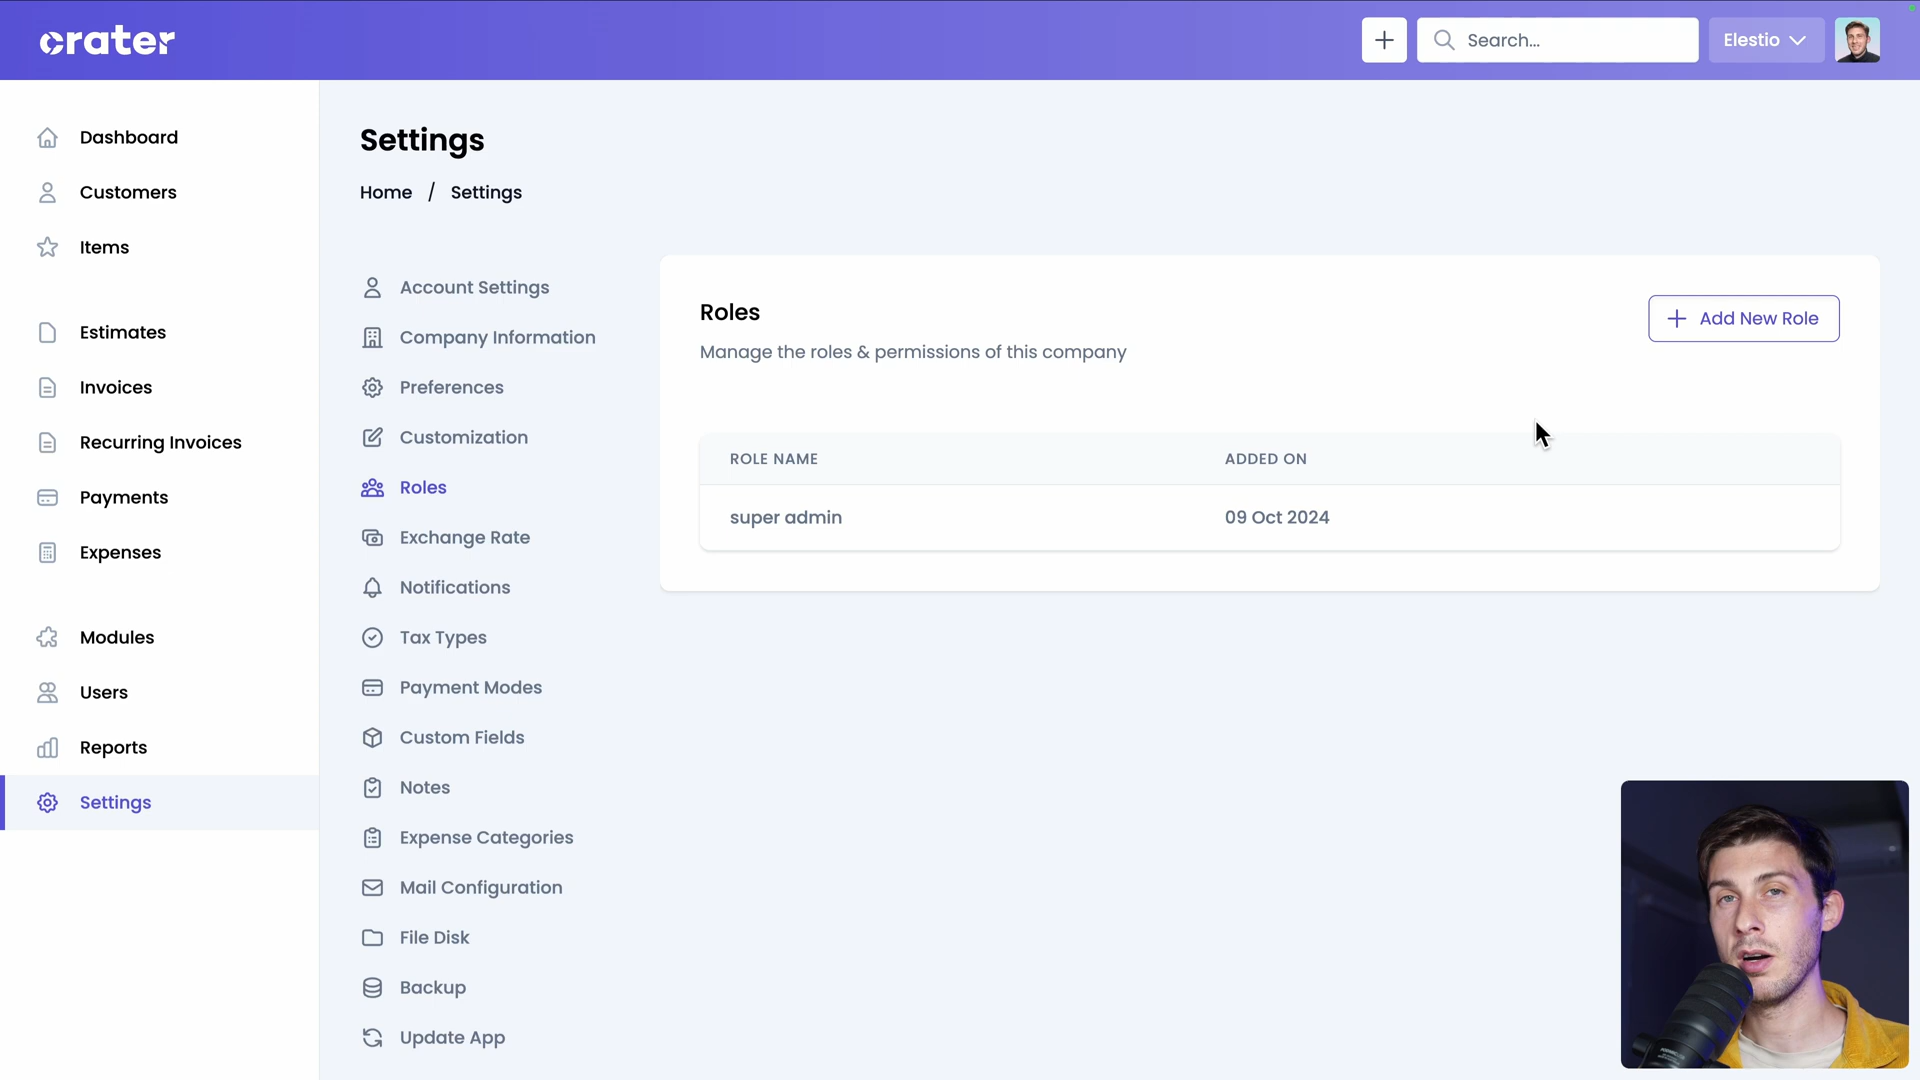 crater
Search...
Elestio
Dashboard
Customers
Items
Estimates
Invoices
Recurring Invoices
Payments
Expenses
Modules
Users
Reports
Settings
Settings
Home / Settings
Account Settings
Company Information
Preferences
Customization
Roles
Exchange Rate
Notifications
Tax Types
Payment Modes
Custom Fields
Notes
Expense Categories
Mail Configuration
File Disk
Backup
Update App
Roles
Manage the roles & permissions of this company
Add New Role
ROLE NAME ADDED ON
super admin 09 Oct 2024